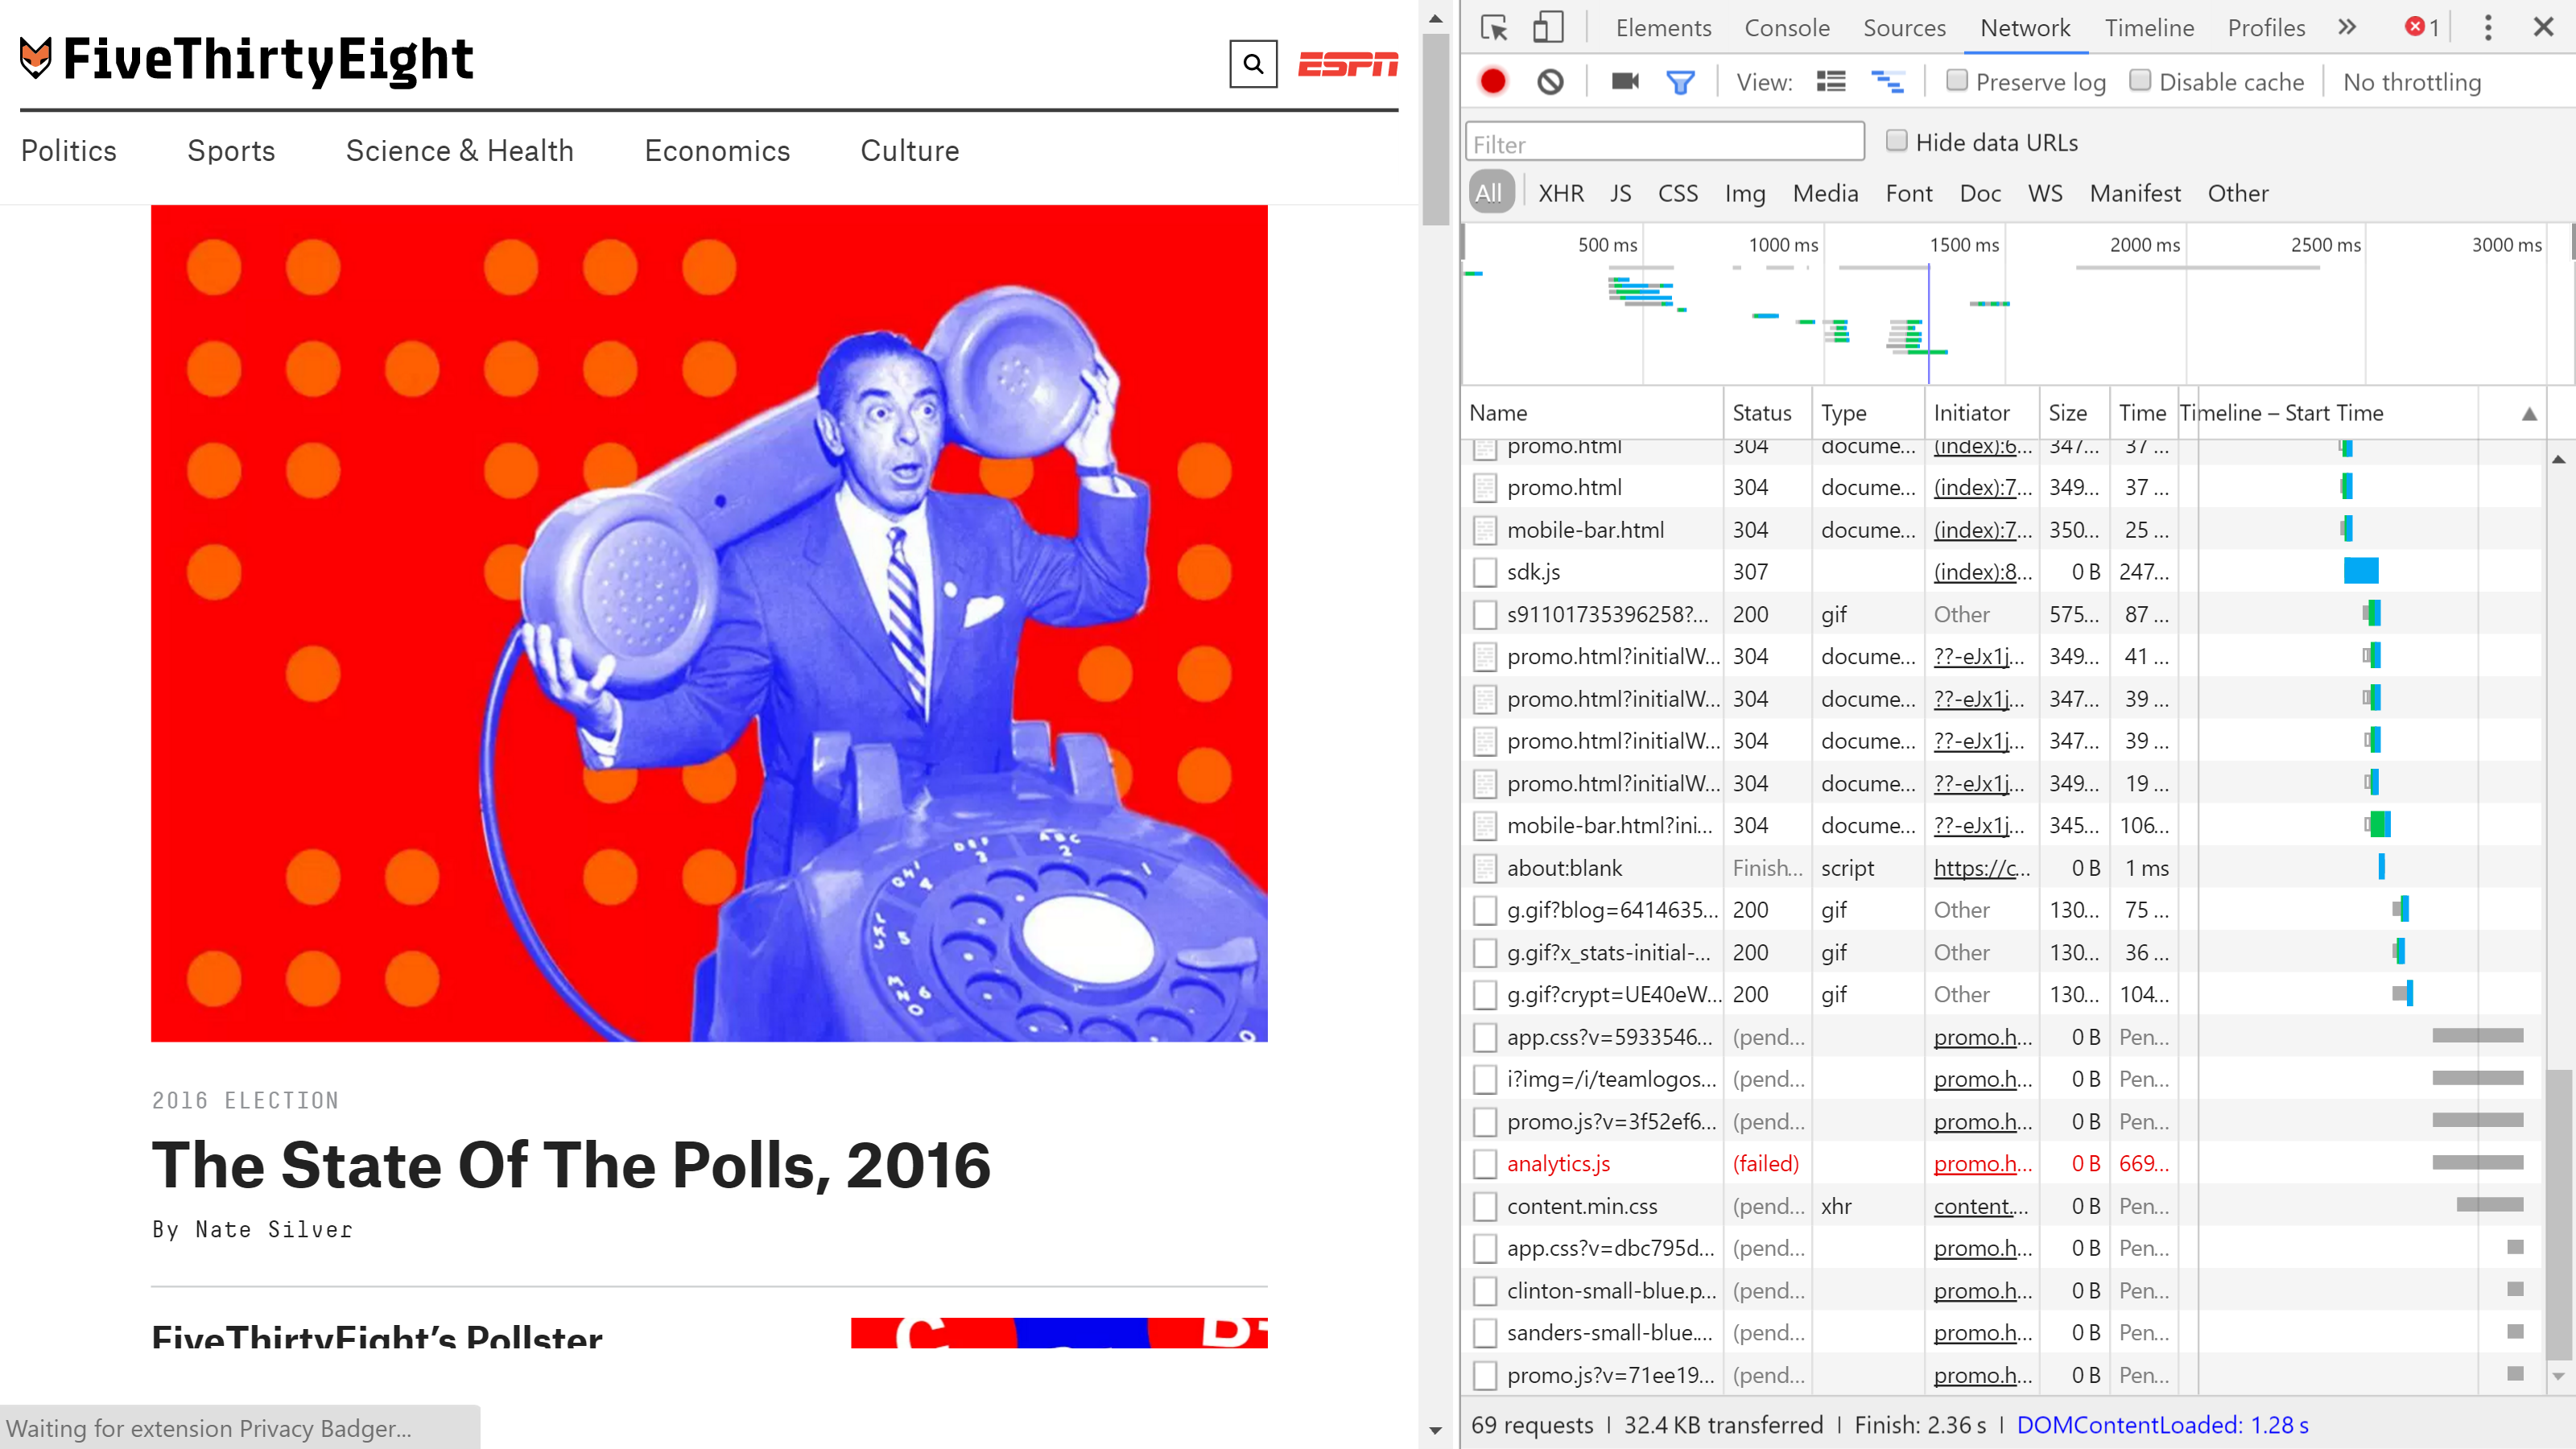 FiveThirtyEight
ESPN
Politics Sports Science & Health Economics Culture
2016 ELECTION
The State Of The Polls, 2016
By Nate Silver
FiveThirtyEight’s Pollster
Waiting for extension Privacy Badger...
Elements Console Sources Network Timeline Profiles 1
View: Preserve log Disable cache No throttling
Filter Hide data URLs
All XHR JS CSS Img Media Font Doc WS Manifest Other
500 ms 1000 ms 1500 ms 2000 ms 2500 ms 3000 ms
Name Status Type Initiator Size Time Timeline – Start Time
promo.html 304 docume... (index):6... 347... 37 ...
promo.html 304 docume... (index):7... 349... 37 ...
mobile-bar.html 304 docume... (index):7... 350... 25 ...
sdk.js 307 (index):8... 0 B 247...
s91101735396258?... 200 gif Other 575... 87 ...
promo.html?initialW... 304 docume... ??-eJx1j... 349... 41 ...
promo.html?initialW... 304 docume... ??-eJx1j... 347... 39 ...
promo.html?initialW... 304 docume... ??-eJx1j... 347... 39 ...
promo.html?initialW... 304 docume... ??-eJx1j... 349... 19 ...
mobile-bar.html?ini... 304 docume... ??-eJx1j... 345... 106...
about:blank Finish... script https://c... 0 B 1 ms
g.gif?blog=6414635... 200 gif Other 130... 75 ...
g.gif?x_stats-initial-... 200 gif Other 130... 36 ...
g.gif?crypt=UE40eW... 200 gif Other 130... 104...
app.css?v=5933546... (pend... promo.h... 0 B Pen...
i?img=/i/teamlogos... (pend... promo.h... 0 B Pen...
promo.js?v=3f52ef6... (pend... promo.h... 0 B Pen...
analytics.js (failed) promo.h... 0 B 669...
content.min.css (pend... xhr content.... 0 B Pen...
app.css?v=dbc795d... (pend... promo.h... 0 B Pen...
clinton-small-blue.p... (pend... promo.h... 0 B Pen...
sanders-small-blue.... (pend... promo.h... 0 B Pen...
promo.js?v=71ee19... (pend... promo.h... 0 B Pen...
69 requests | 32.4 KB transferred | Finish: 2.36 s | DOMContentLoaded: 1.28 s